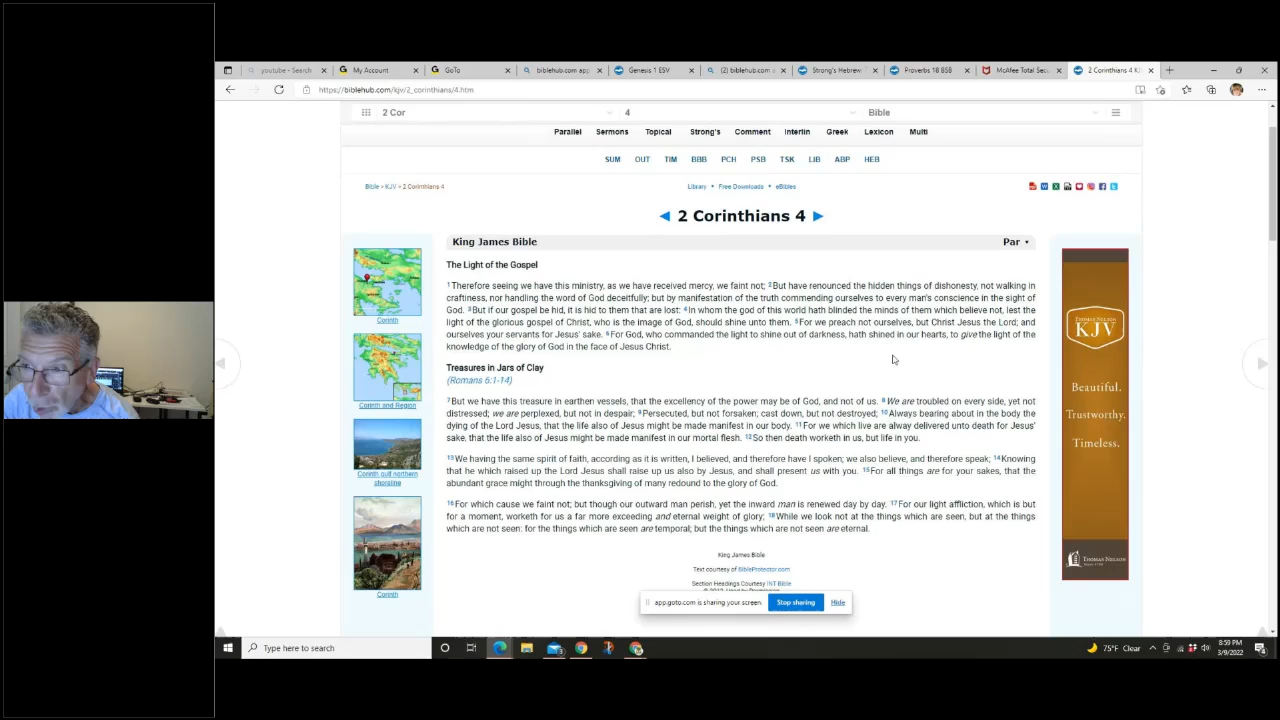 youtube - Search
My Account
GoTo
biblehub.com app
Genesis 1 ESV
(2) biblehub.com a
Strong's Hebrew
Proverbs 18 BSB
McAfee Total Secu
2 Corinthians 4 KJ
https://biblehub.com/kjv/2_corinthians/4.htm
2 Cor
4
Bible
Parallel Sermons Topical Strong's Comment Interlin Greek Lexicon Multi
SUM OUT TIM BBB PCH PSB TSK LIB ABP HEB
Bible > KJV > 2 Corinthians 4
Library • Free Downloads • eBibles
◄ 2 Corinthians 4 ►
King James Bible
Par ▾
The Light of the Gospel
1Therefore seeing we have this ministry, as we have received mercy, we faint not; 2But have renounced the hidden things of dishonesty, not walking in
craftiness, nor handling the word of God deceitfully; but by manifestation of the truth commending ourselves to every man's conscience in the sight of
God. 3But if our gospel be hid, it is hid to them that are lost: 4In whom the god of this world hath blinded the minds of them which believe not, lest the
light of the glorious gospel of Christ, who is the image of God, should shine unto them. 5For we preach not ourselves, but Christ Jesus the Lord; and
ourselves your servants for Jesus' sake. 6For God, who commanded the light to shine out of darkness, hath shined in our hearts, to give the light of the
knowledge of the glory of God in the face of Jesus Christ.
Treasures in Jars of Clay
(Romans 6:1-14)
7But we have this treasure in earthen vessels, that the excellency of the power may be of God, and not of us. 8We are troubled on every side, yet not
distressed; we are perplexed, but not in despair; 9Persecuted, but not forsaken; cast down, but not destroyed; 10Always bearing about in the body the
dying of the Lord Jesus, that the life also of Jesus might be made manifest in our body. 11For we which live are alway delivered unto death for Jesus'
sake, that the life also of Jesus might be made manifest in our mortal flesh. 12So then death worketh in us, but life in you.
13We having the same spirit of faith, according as it is written, I believed, and therefore have I spoken; we also believe, and therefore speak; 14Knowing
that he which raised up the Lord Jesus shall raise up us also by Jesus, and shall present us with you. 15For all things are for your sakes, that the
abundant grace might through the thanksgiving of many redound to the glory of God.
16For which cause we faint not; but though our outward man perish, yet the inward man is renewed day by day. 17For our light affliction, which is but
for a moment, worketh for us a far more exceeding and eternal weight of glory; 18While we look not at the things which are seen, but at the things
which are not seen: for the things which are seen are temporal; but the things which are not seen are eternal.
King James Bible
Text courtesy of BibleProtector.com
Section Headings Courtesy INT Bible
Corinth
Corinth and Region
Corinth gulf northern
shoreline
Corinth
THOMAS NELSON
KJV
Beautiful.
Trustworthy.
Timeless.
THOMAS NELSON
app.goto.com is sharing your screen.
Stop sharing
Hide
Type here to search
75°F Clear
8:59 PM
3/9/2022